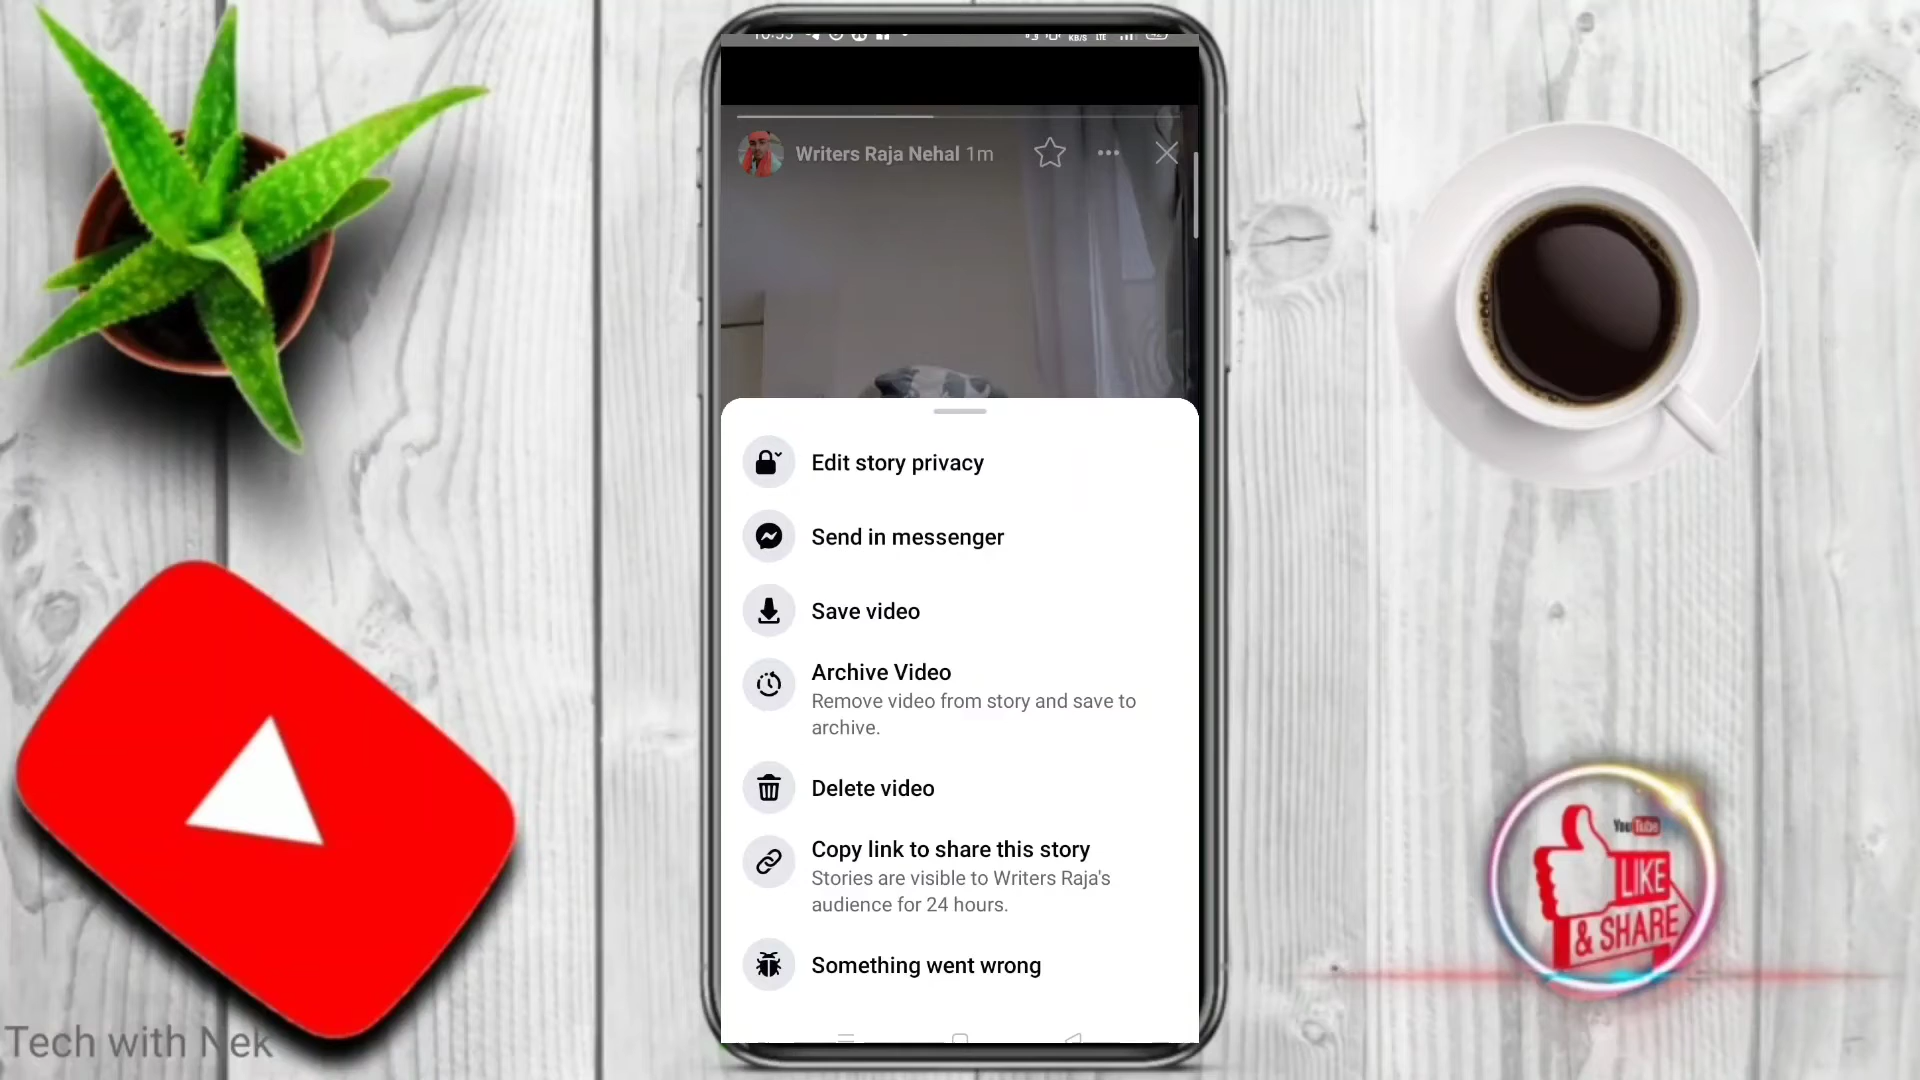 Writers Raja Nehal 1m
Edit story privacy
Send in messenger
Save video
Archive Video
Remove video from story and save to
archive.
Delete video
Copy link to share this story
Stories are visible to Writers Raja's
audience for 24 hours.
Something went wrong
YouTube
LIKE
& SHARE
Tech with Nek